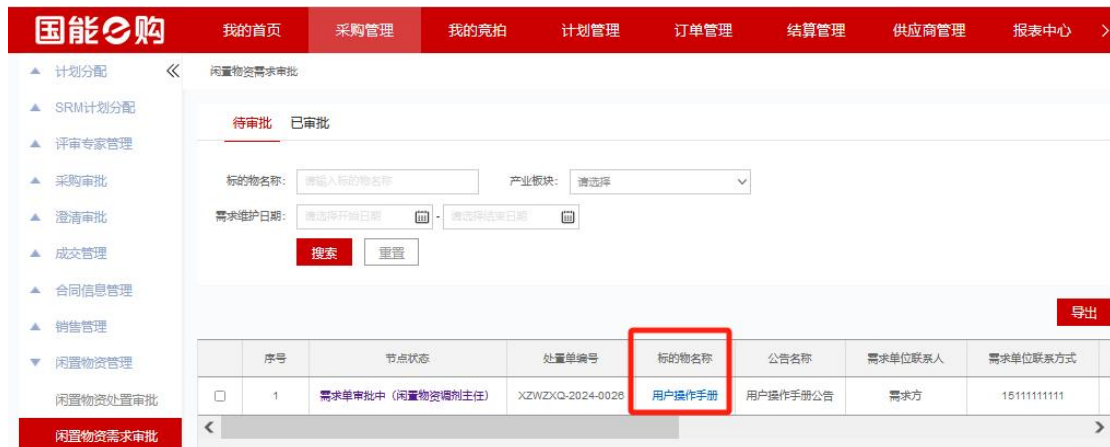 国能e购 我的首页 采购管理 我的竞拍 计划管理 订单管理 结算管理 供应商管理 报表中心
计划分配 闲置物资需求审批
SRM计划分配
待审批 已审批
评审专家管理
采购审批 标的物名称: 请输入标的物名称 产业板块: 请选择
澄清审批 需求维护日期: 请选择开始日期 - 请选择结束日期
成交管理 搜索 重置
合同信息管理
导出
销售管理
闲置物资管理 序号 节点状态 处置单编号 标的物名称 公告名称 需求单位联系人 需求单位联系方式
闲置物资处置审批 1 需求单审批中（闲置物资调剂主任） XZWZXQ-2024-0026 用户操作手册 用户操作手册公告 需求方 15111111111
闲置物资需求审批